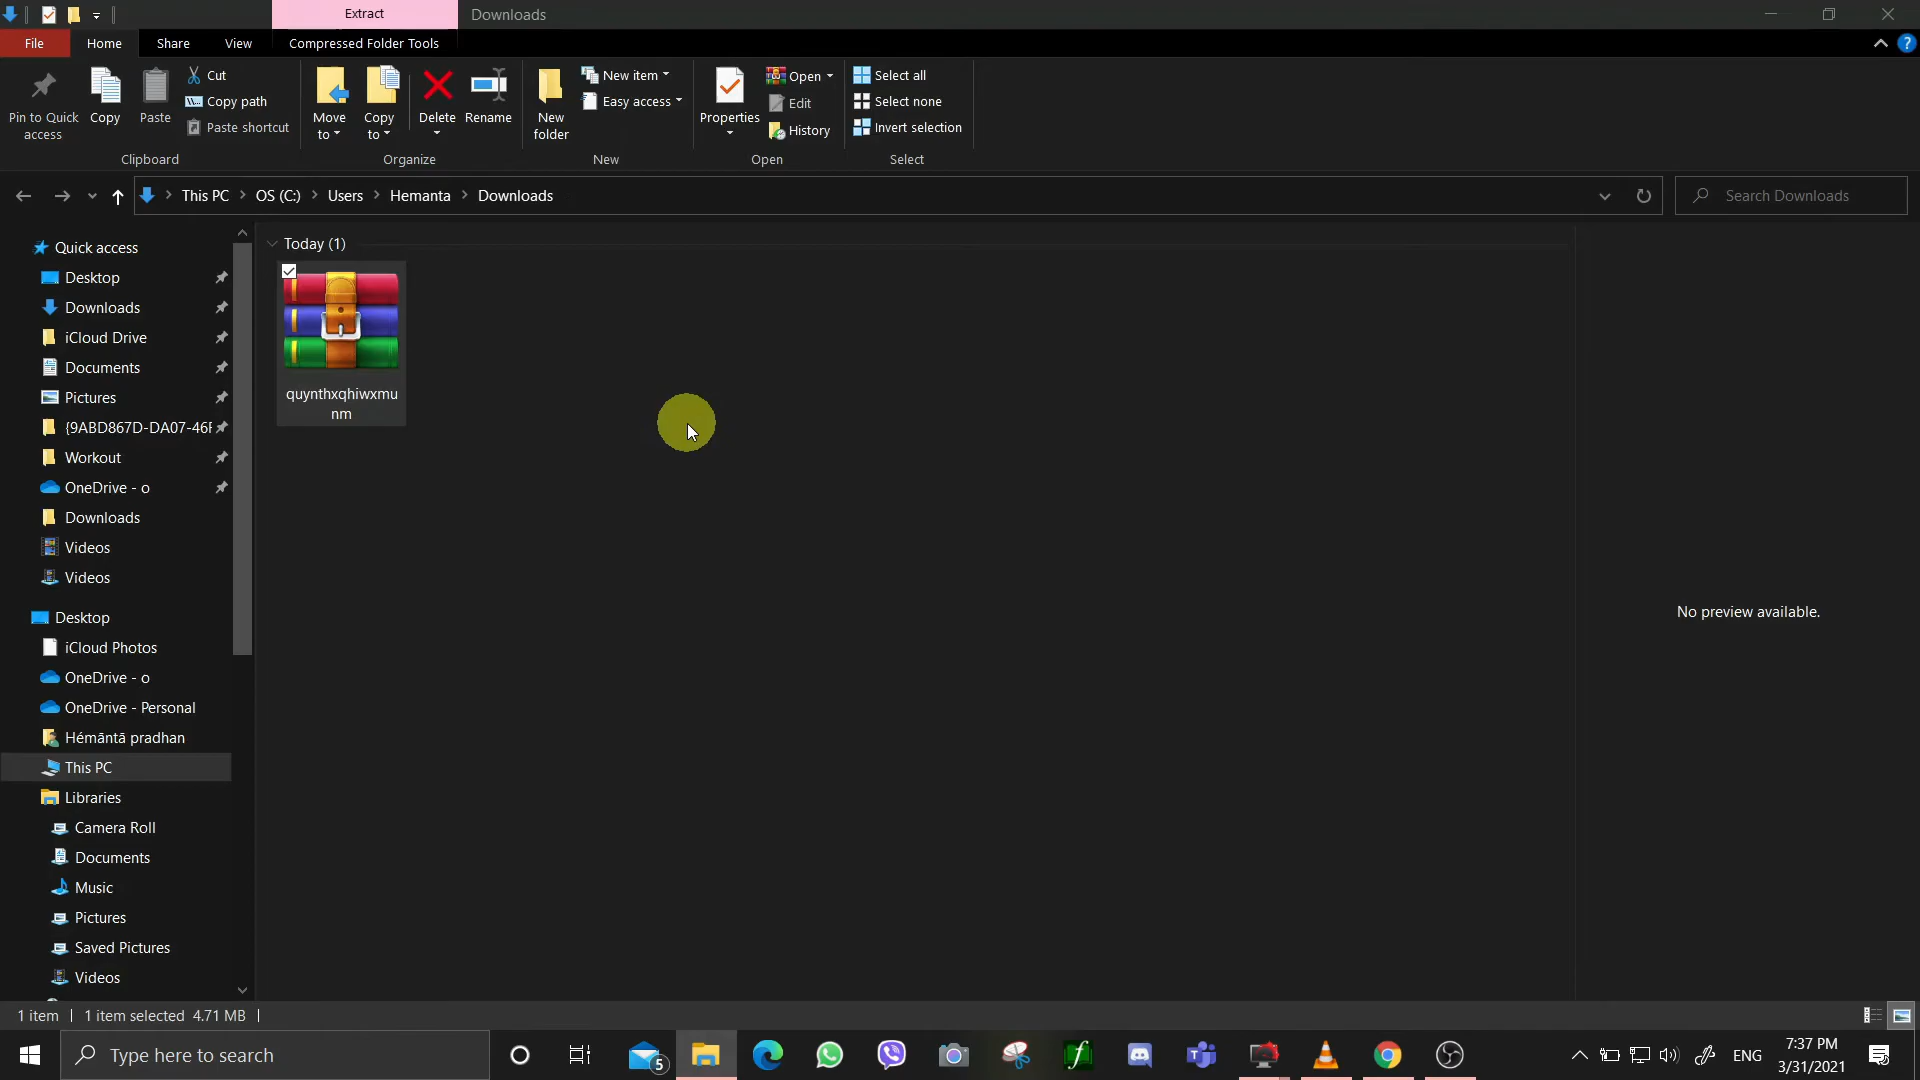 Extract
Downloads
File
Home
Share
View
Compressed Folder Tools
Pin to Quick
access
Copy
Paste
Cut
Copy path
Paste shortcut
Clipboard
Move
to
Copy
to
Delete
Rename
Organize
New
folder
New item
Easy access
New
Properties
Open
Edit
History
Open
Select all
Select none
Invert selection
Select
This PC
OS (C:)
Users
Hemanta
Downloads
Search Downloads
Quick access
Desktop
Downloads
iCloud Drive
Documents
Pictures
{9ABD867D-DA07-46F
Workout
OneDrive - o
Downloads
Videos
Videos
Desktop
iCloud Photos
OneDrive - o
OneDrive - Personal
Hémāntā pradhan
This PC
Libraries
Camera Roll
Documents
Music
Pictures
Saved Pictures
Videos
Today (1)
quynthxqhiwxmu
nm
No preview available.
1 item
1 item selected 4.71 MB
Type here to search
5
ENG
7:37 PM
3/31/2021